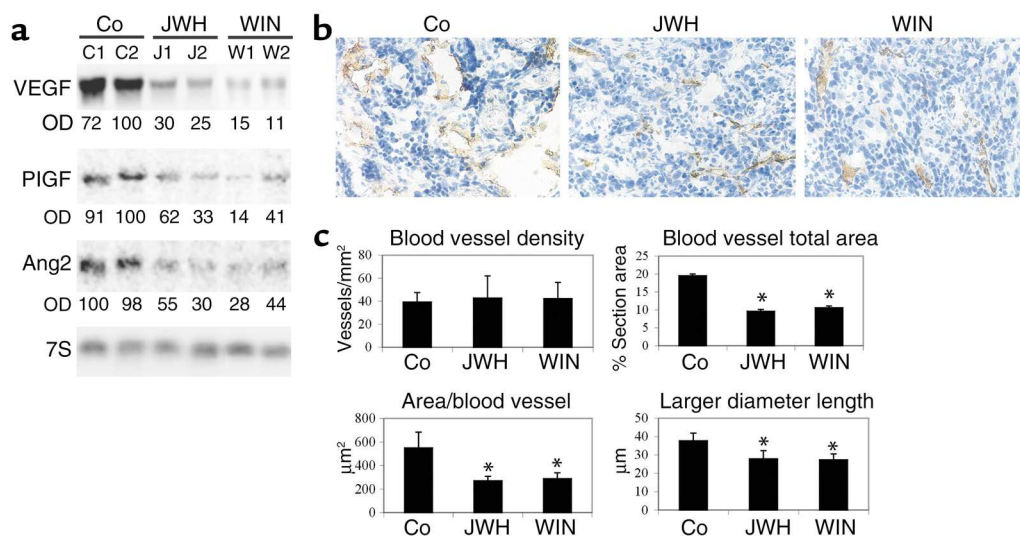 a
Co JWH WIN
C1 C2 J1 J2 W1 W2
VEGF
OD 72 100 30 25 15 11
PlGF
OD 91 100 62 33 14 41
Ang2
OD 100 98 55 30 28 44
7S
b
Co JWH WIN
c
Blood vessel density
Vessels/mm²
80
60
40
20
0
Co JWH WIN
Blood vessel total area
% Section area
25
20
15
10
5
0
* *
Co JWH WIN
Area/blood vessel
μm²
800
600
400
200
0
* *
Co JWH WIN
Larger diameter length
μm
50
40
30
20
10
0
* *
Co JWH WIN